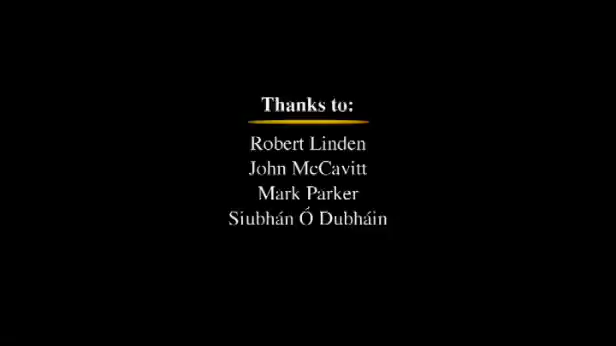 Thanks to:
Robert Linden
John McCavitt
Mark Parker
Siubhán Ó Dubháin